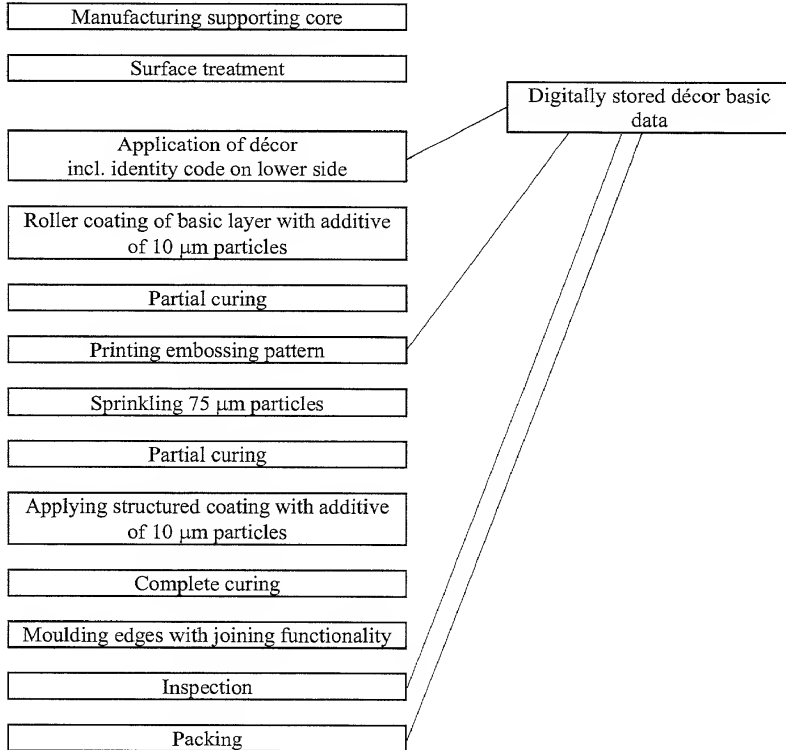 Manufacturing supporting core
Surface treatment
Digitally stored décor basic
data
Application of décor
incl. identity code on lower side
Roller coating of basic layer with additive
of 10 µm particles
Partial curing
Printing embossing pattern
Sprinkling 75 µm particles
Partial curing
Applying structured coating with additive
of 10 µm particles
Complete curing
Moulding edges with joining functionality
Inspection
Packing